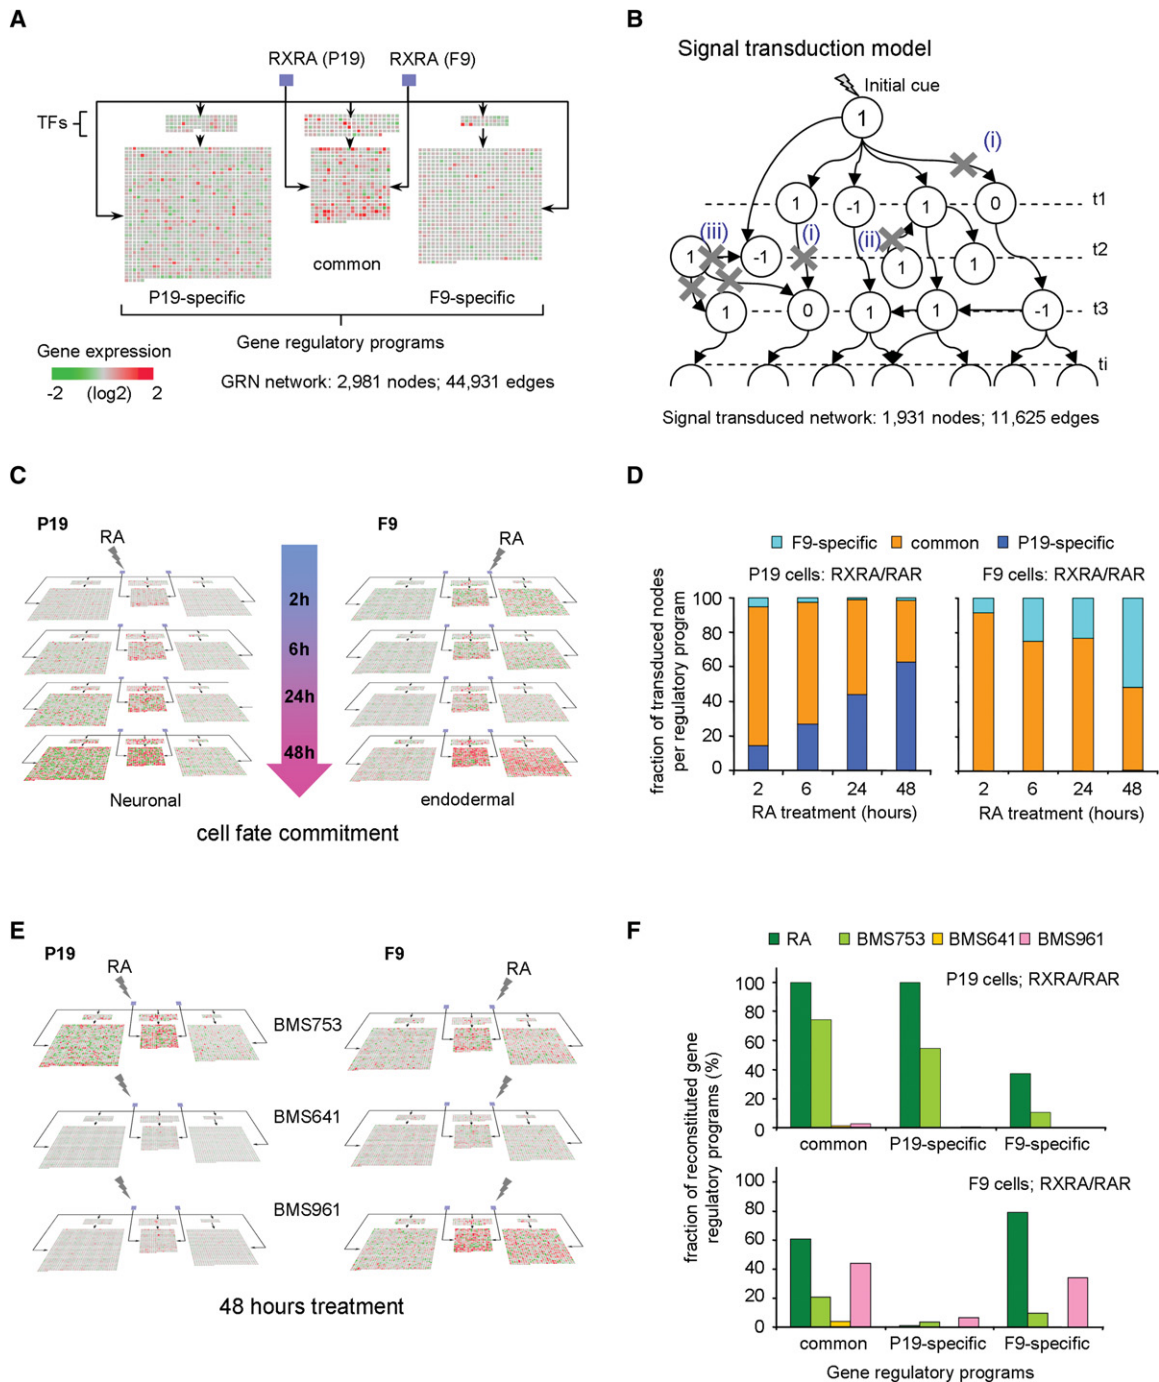 A
RXRA (P19)
RXRA (F9)
TFs
common
P19-specific
F9-specific
Gene regulatory programs
Gene expression
-2 (log2) 2
GRN network: 2,981 nodes; 44,931 edges
B
Signal transduction model
Initial cue
1
(i)
1
-1
1
0
t1
(iii)
(i)
(ii)
1
-1
1
1
t2
1
0
1
1
-1
t3
ti
Signal transduced network: 1,931 nodes; 11,625 edges
C
P19
F9
RA
RA
2h
6h
24h
48h
Neuronal
endodermal
cell fate commitment
D
F9-specific
common
P19-specific
P19 cells: RXRA/RAR
F9 cells: RXRA/RAR
fraction of transduced nodes
per regulatory program
100
80
60
40
20
0
2 6 24 48
2 6 24 48
RA treatment (hours)
RA treatment (hours)
E
P19
F9
RA
RA
BMS753
BMS641
BMS961
48 hours treatment
F
RA
BMS753
BMS641
BMS961
fraction of reconstituted gene
regulatory programs (%)
P19 cells; RXRA/RAR
100
80
60
40
20
0
common
P19-specific
F9-specific
F9 cells; RXRA/RAR
100
80
60
40
20
0
common
P19-specific
F9-specific
Gene regulatory programs